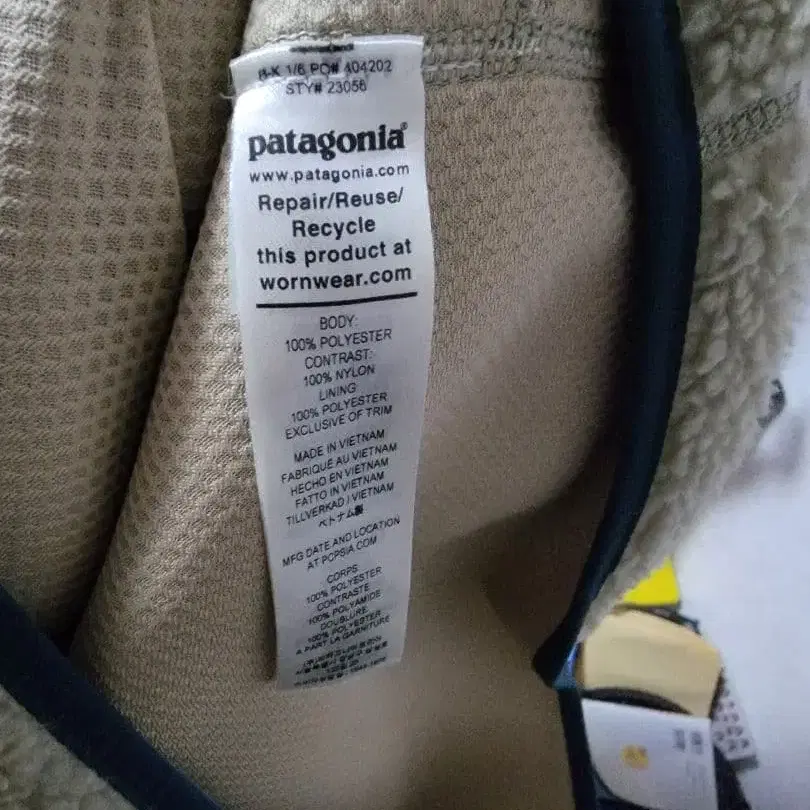 B-K 1/6 PO# 404202
STY# 23056
patagonia®
www.patagonia.com
Repair/Reuse/
Recycle
this product at
wornwear.com
BODY:
100% POLYESTER
CONTRAST:
100% NYLON
LINING
100% POLYESTER
EXCLUSIVE OF TRIM
MADE IN VIETNAM
FABRIQUÉ AU VIETNAM
HECHO EN VIETNAM
FATTO IN VIETNAM
TILLVERKAD I VIETNAM
ベトナム製
MFG DATE AND LOCATION
AT PCPSIA.COM
CORPS:
100% POLYESTER
CONTRASTE:
100% POLYAMIDE
DOUBLURE:
100% POLYESTER
A PART LA GARNITURE